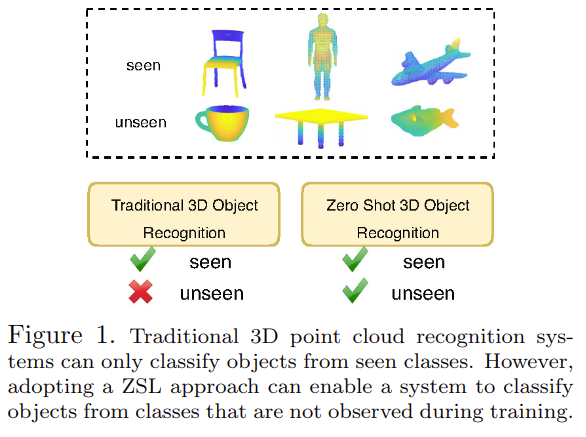 seen
unseen
Traditional 3D Object
Recognition
seen
unseen
Zero Shot 3D Object
Recognition
seen
unseen
Figure 1. Traditional 3D point cloud recognition sys-
tems can only classify objects from seen classes. However,
adopting a ZSL approach can enable a system to classify
objects from classes that are not observed during training.